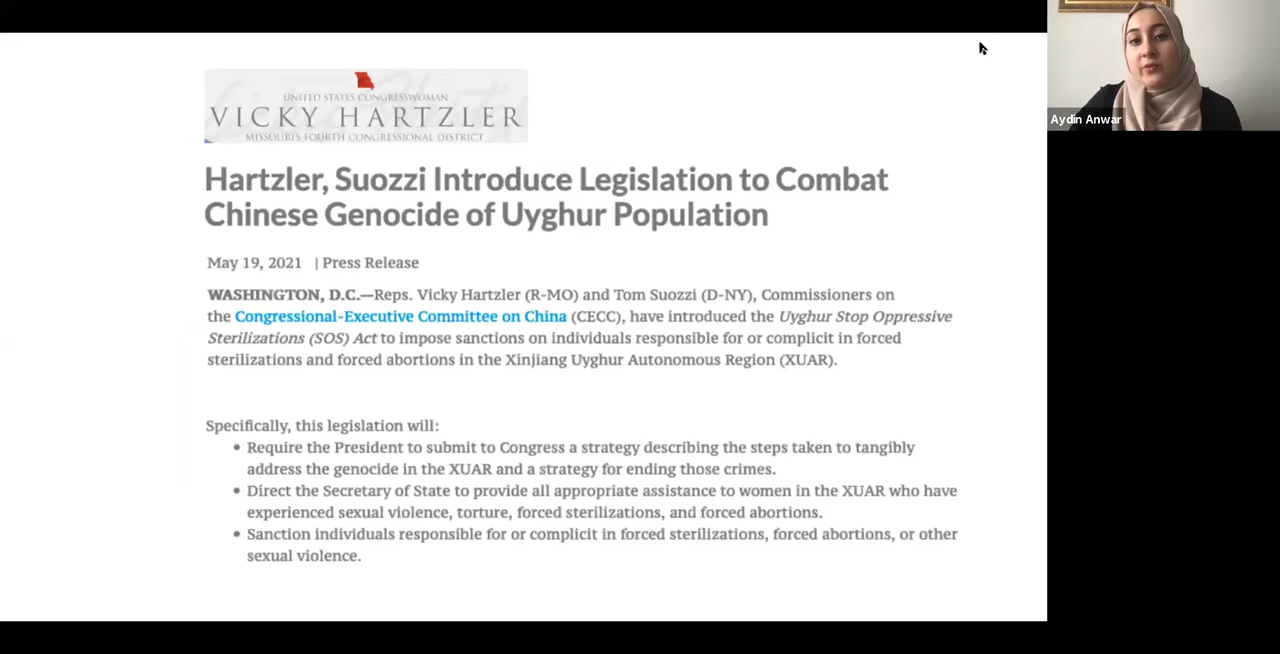 UNITED STATES CONGRESSWOMAN
VICKY HARTZLER
MISSOURI'S FOURTH CONGRESSIONAL DISTRICT
Hartzler, Suozzi Introduce Legislation to Combat
Chinese Genocide of Uyghur Population
May 19, 2021 | Press Release
WASHINGTON, D.C.—Reps. Vicky Hartzler (R-MO) and Tom Suozzi (D-NY), Commissioners on
the Congressional-Executive Committee on China (CECC), have introduced the Uyghur Stop Oppressive
Sterilizations (SOS) Act to impose sanctions on individuals responsible for or complicit in forced
sterilizations and forced abortions in the Xinjiang Uyghur Autonomous Region (XUAR).
Specifically, this legislation will:
• Require the President to submit to Congress a strategy describing the steps taken to tangibly
address the genocide in the XUAR and a strategy for ending those crimes.
• Direct the Secretary of State to provide all appropriate assistance to women in the XUAR who have
experienced sexual violence, torture, forced sterilizations, and forced abortions.
• Sanction individuals responsible for or complicit in forced sterilizations, forced abortions, or other
sexual violence.
Aydin Anwar